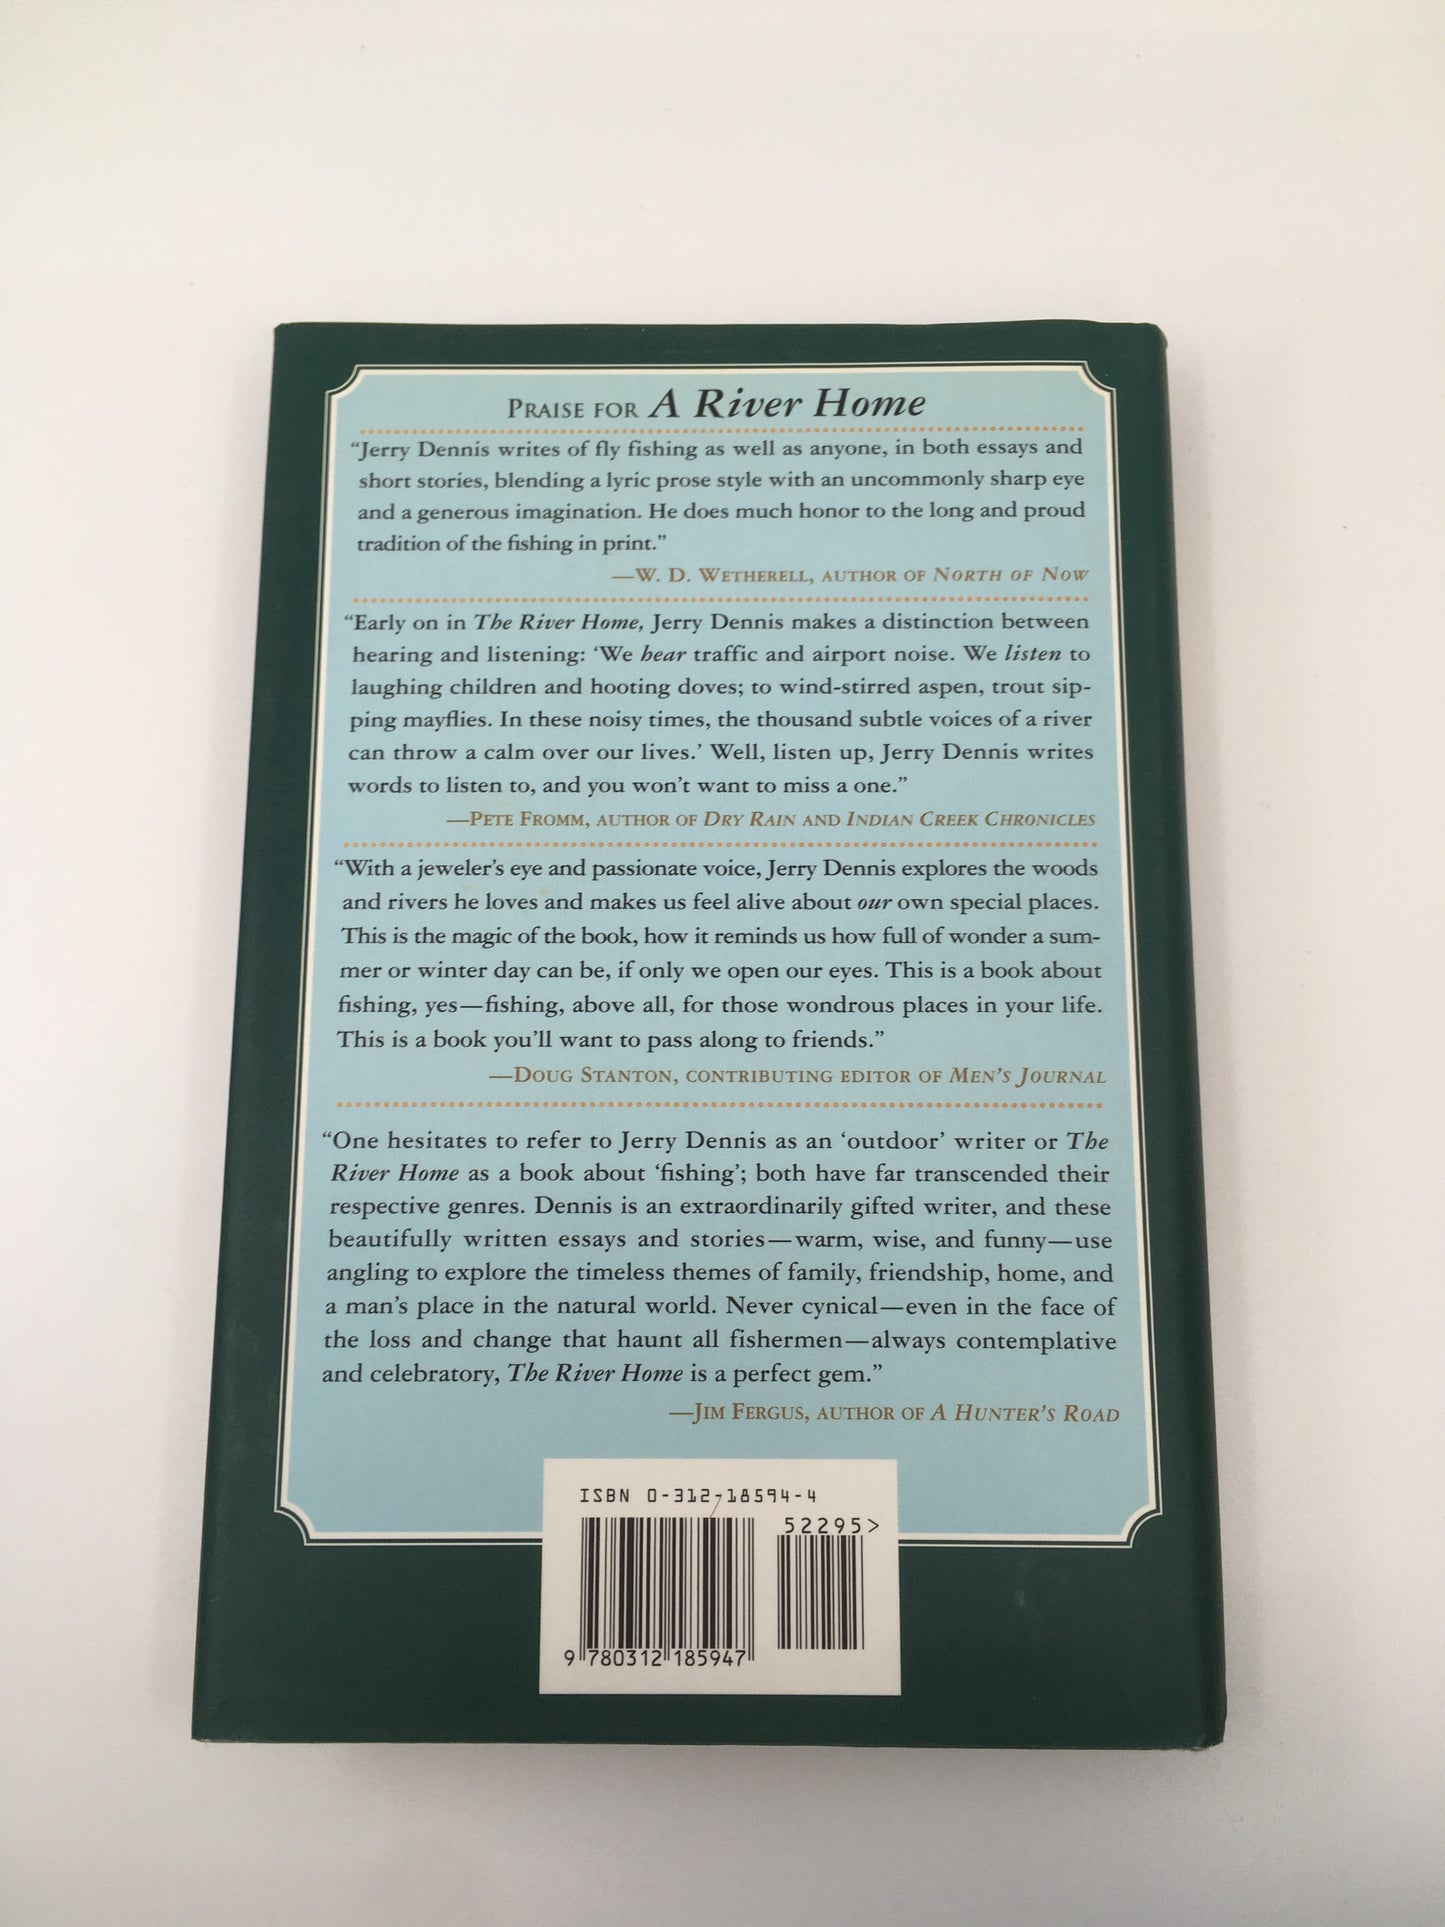 PRAISE FOR A River Home
“Jerry Dennis writes of fly fishing as well as anyone, in both essays and
short stories, blending a lyric prose style with an uncommonly sharp eye
and a generous imagination. He does much honor to the long and proud
tradition of the fishing in print.”
—W. D. WETHERELL, AUTHOR OF NORTH OF NOW
“Early on in The River Home, Jerry Dennis makes a distinction between
hearing and listening: ‘We hear traffic and airport noise. We listen to
laughing children and hooting doves; to wind-stirred aspen, trout sip-
ping mayflies. In these noisy times, the thousand subtle voices of a river
can throw a calm over our lives.’ Well, listen up, Jerry Dennis writes
words to listen to, and you won’t want to miss a one.”
—PETE FROMM, AUTHOR OF DRY RAIN AND INDIAN CREEK CHRONICLES
“With a jeweler’s eye and passionate voice, Jerry Dennis explores the woods
and rivers he loves and makes us feel alive about our own special places.
This is the magic of the book, how it reminds us how full of wonder a sum-
mer or winter day can be, if only we open our eyes. This is a book about
fishing, yes—fishing, above all, for those wondrous places in your life.
This is a book you’ll want to pass along to friends.”
—DOUG STANTON, CONTRIBUTING EDITOR OF MEN’S JOURNAL
“One hesitates to refer to Jerry Dennis as an ‘outdoor’ writer or The
River Home as a book about ‘fishing’; both have far transcended their
respective genres. Dennis is an extraordinarily gifted writer, and these
beautifully written essays and stories—warm, wise, and funny—use
angling to explore the timeless themes of family, friendship, home, and
a man’s place in the natural world. Never cynical—even in the face of
the loss and change that haunt all fishermen—always contemplative
and celebratory, The River Home is a perfect gem.”
—JIM FERGUS, AUTHOR OF A HUNTER’S ROAD
ISBN 0-312-18594-4
52295>
9 780312 185947